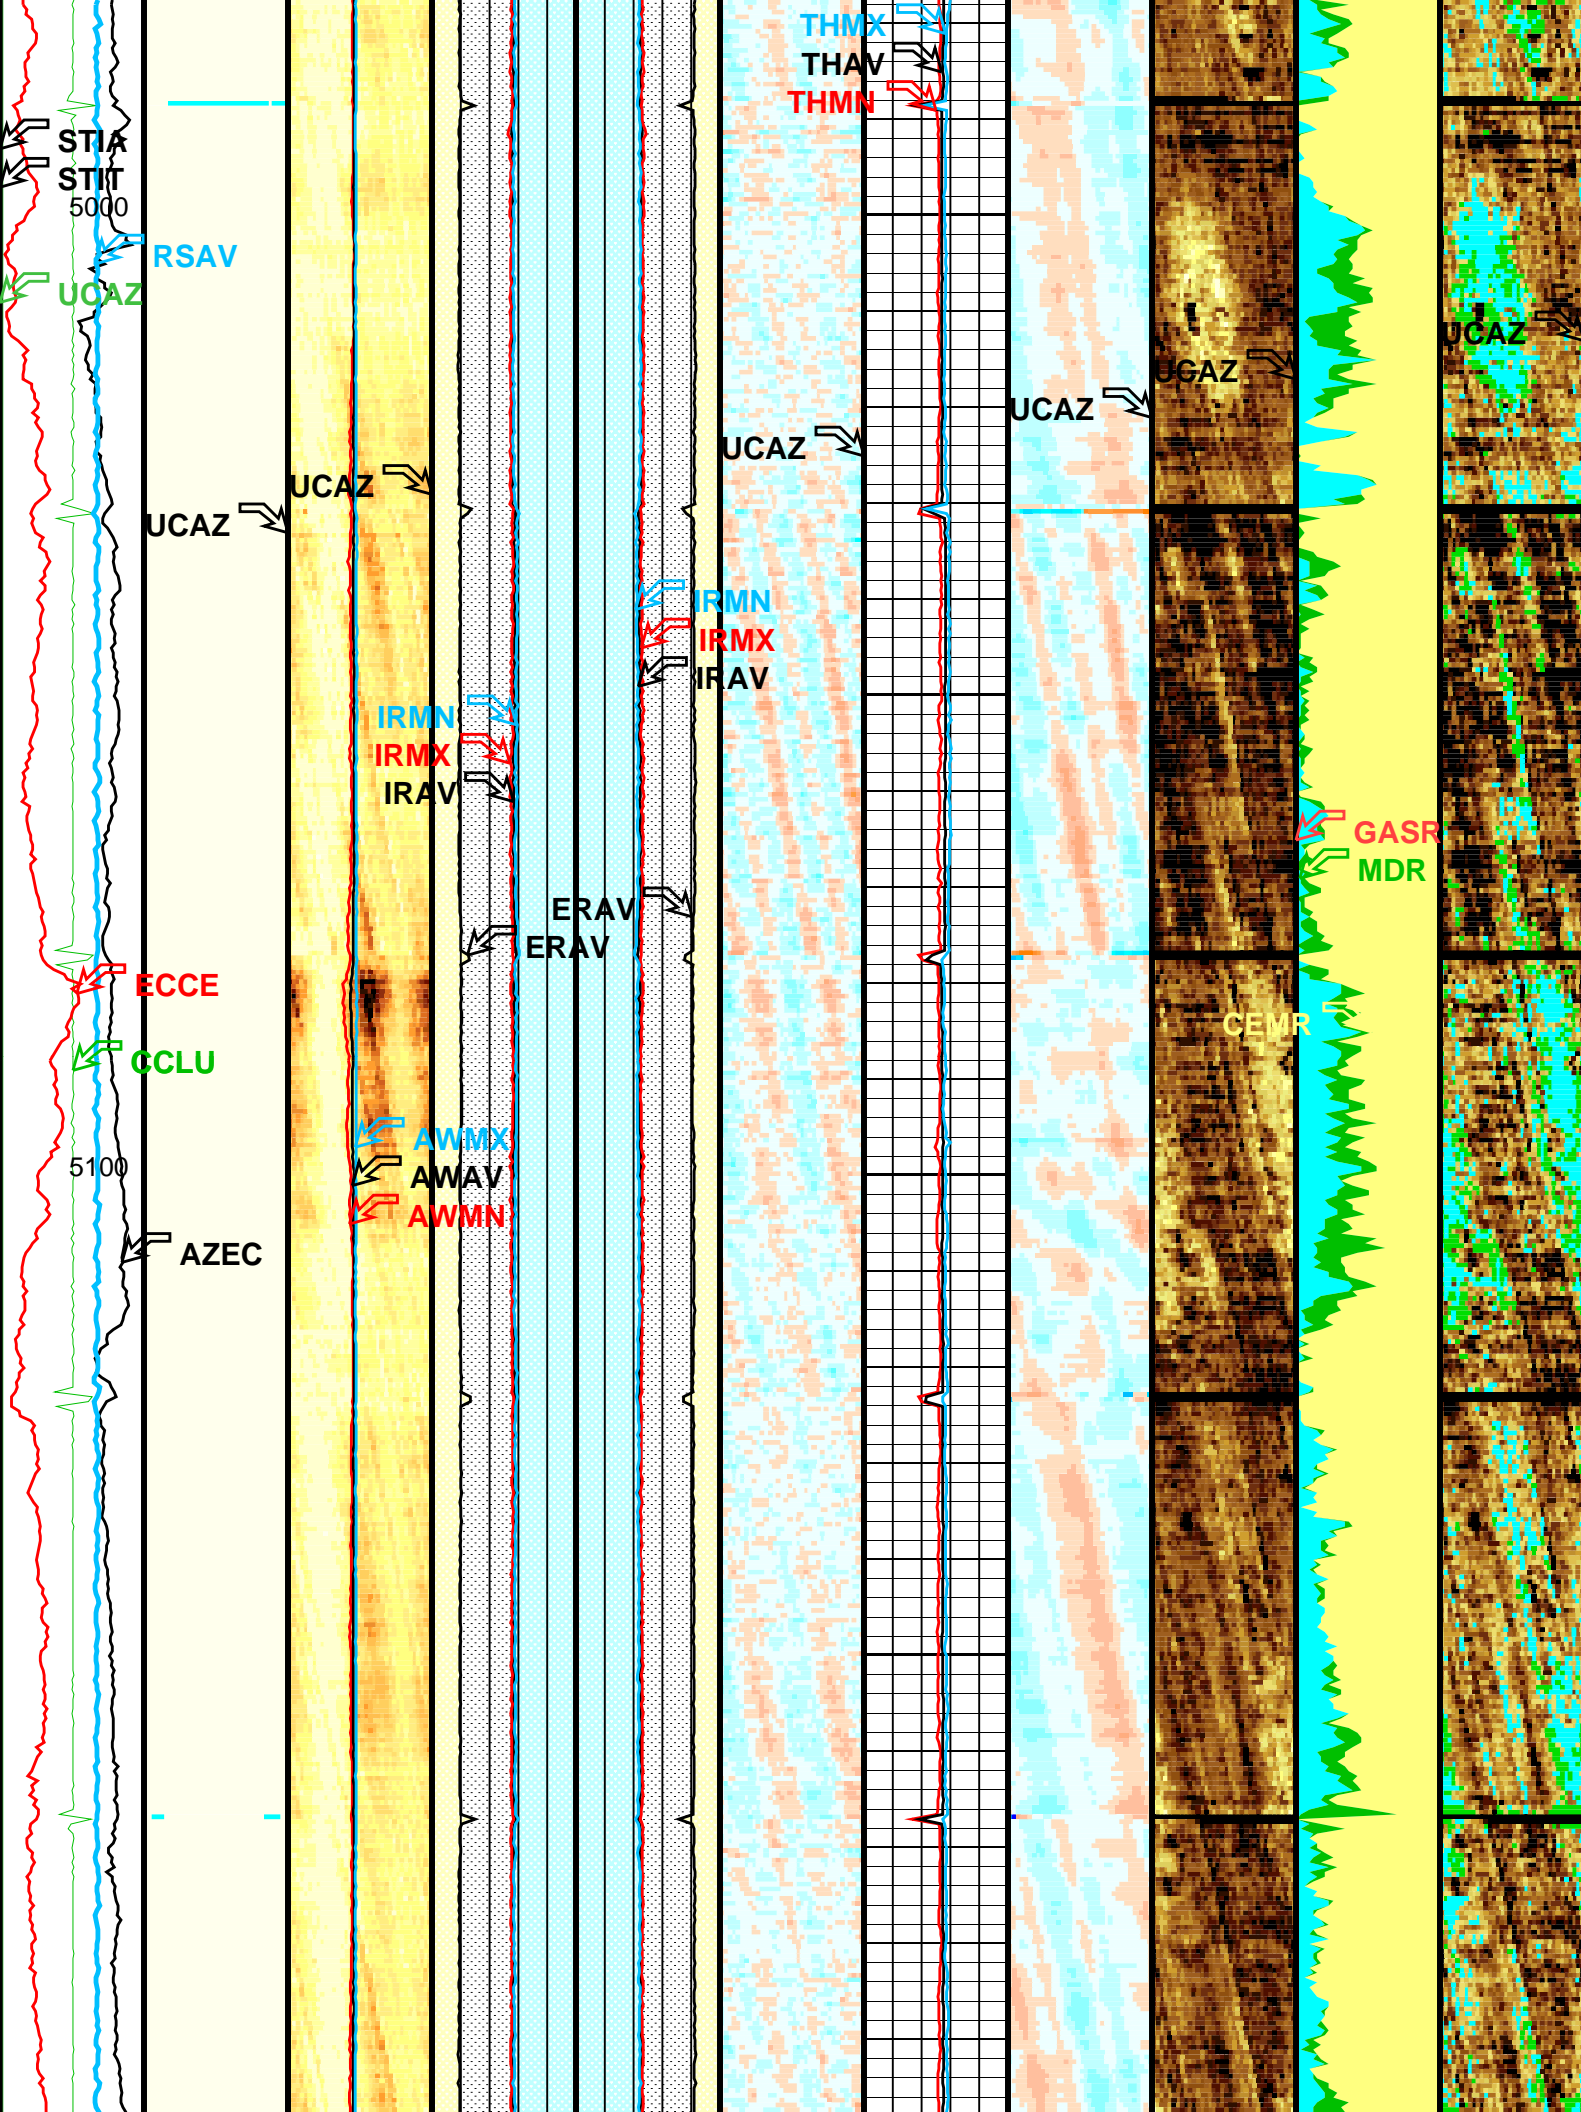 THMX
THAV
THMN
STIA
STIT
5000
RSAV
UCAZ
UCAZ
UCAZ
UCAZ
UCAZ
UCAZ
UCAZ
IRMN
IRMX
IRAV
IRMN
IRMX
IRAV
GASR
MDR
ERAV
ERAV
ECCE
CEMR
CCLU
AWMX
5100
AWAV
AWMN
AZEC